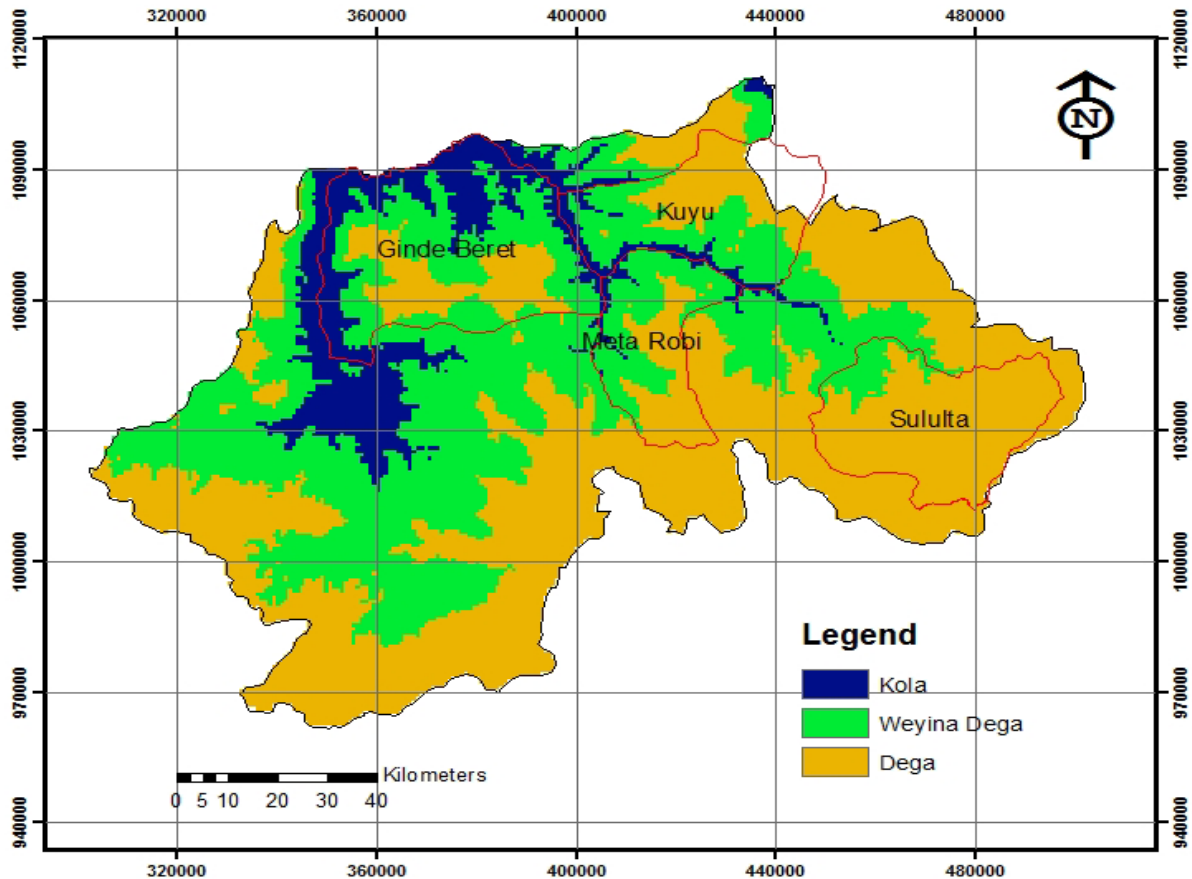 320000 360000 400000 440000 480000
1120000 1120000
N
1090000 1090000
Kuyu
Ginde Beret
1060000 1060000
Meta Robi
Sululta
1030000 1030000
1000000 1000000
Legend
Kola
970000 970000
Weyina Dega
Dega
Kilometers
0 5 10 20 30 40
940000 940000
320000 360000 400000 440000 480000